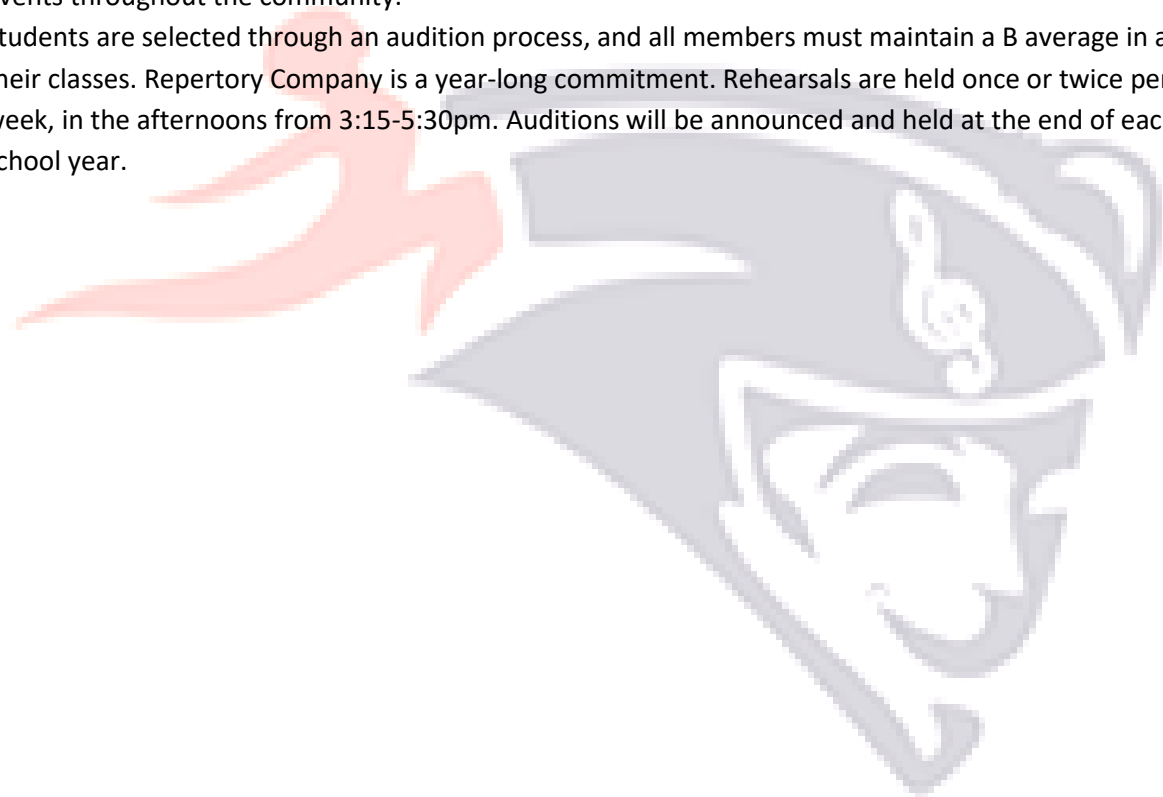 vents throughout the community.
tudents are selected through an audition process, and all members must maintain a B average in a
heir classes. Repertory Company is a year-long commitment. Rehearsals are held once or twice per
week, in the afternoons from 3:15-5:30pm. Auditions will be announced and held at the end of eac
chool year.